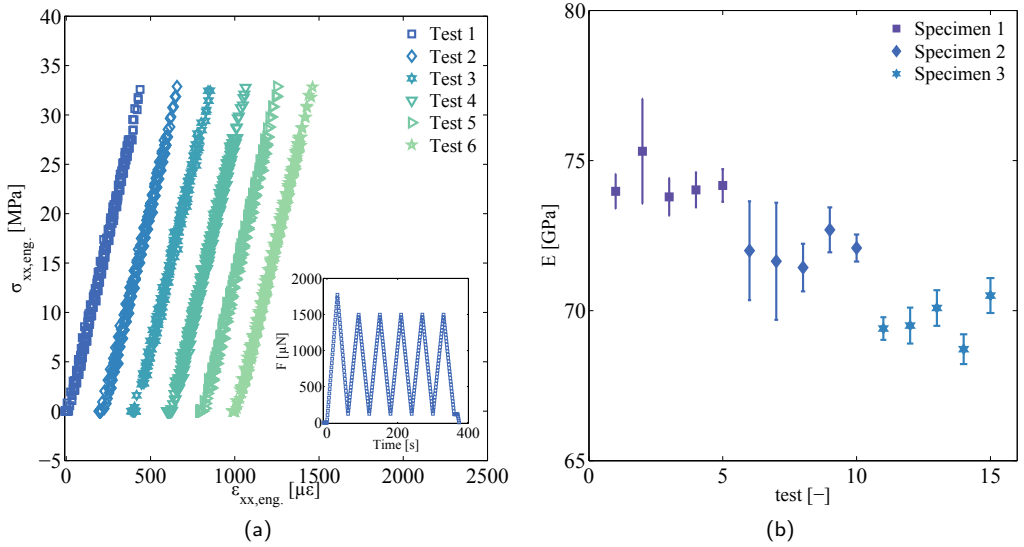 40
35
30
25
20
15
10
5
0
−5
σxx,eng. [MPa]
Test 1
Test 2
Test 3
Test 4
Test 5
Test 6
2000
1500
1000
500
0
F [µN]
0 200 400
Time [s]
0 500 1000 1500 2000 2500
εxx,eng. [µε]
(a)
80
75
70
65
E [GPa]
Specimen 1
Specimen 2
Specimen 3
0 5 10 15
test [−]
(b)